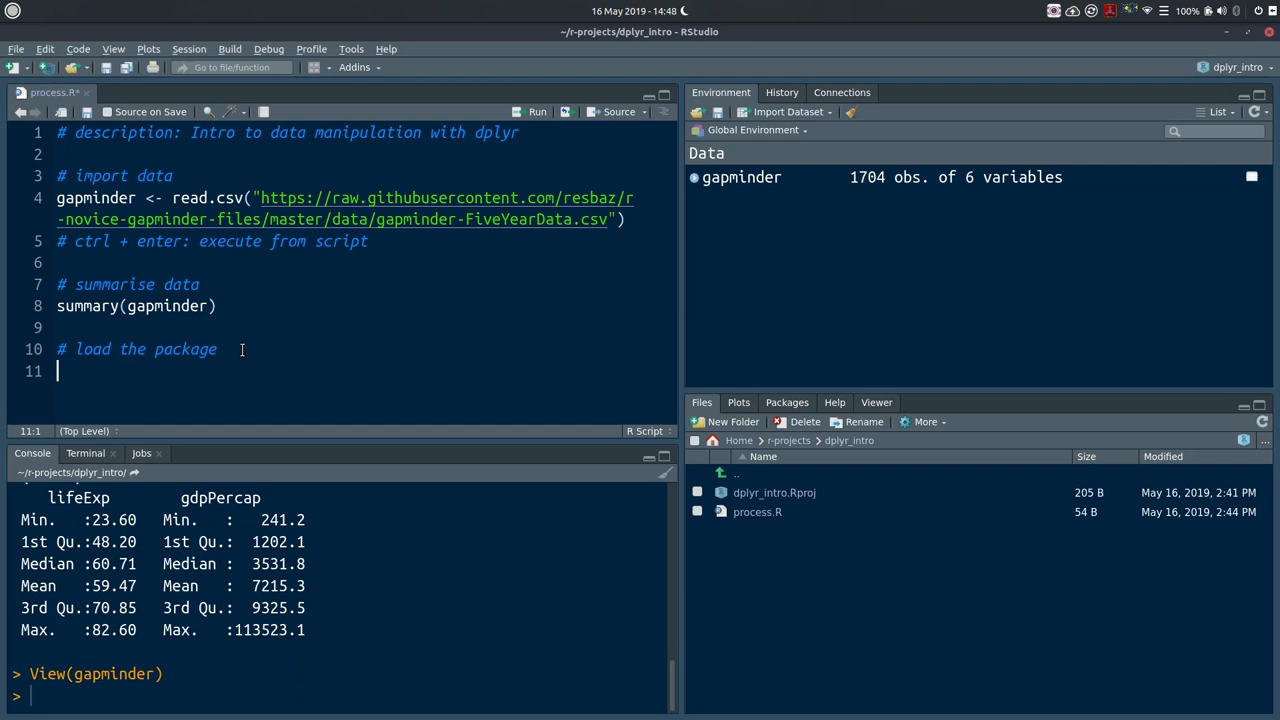 16 May 2019 - 14:48
100%
~/r-projects/dplyr_intro - RStudio
File Edit Code View Plots Session Build Debug Profile Tools Help
Go to file/function
Addins
dplyr_intro
process.R*
Source on Save
Run
Source
1 # description: Intro to data manipulation with dplyr
2
3 # import data
4 gapminder <- read.csv("https://raw.githubusercontent.com/resbaz/r
-novice-gapminder-files/master/data/gapminder-FiveYearData.csv")
5 # ctrl + enter: execute from script
6
7 # summarise data
8 summary(gapminder)
9
10 # load the package
11
11:1 (Top Level) R Script
Console Terminal Jobs
~/r-projects/dplyr_intro/
lifeExp gdpPercap
Min. :23.60 Min. : 241.2
1st Qu.:48.20 1st Qu.: 1202.1
Median :60.71 Median : 3531.8
Mean :59.47 Mean : 7215.3
3rd Qu.:70.85 3rd Qu.: 9325.5
Max. :82.60 Max. :113523.1
> View(gapminder)
>
Environment History Connections
Import Dataset
List
Global Environment
Data
gapminder 1704 obs. of 6 variables
Files Plots Packages Help Viewer
New Folder Delete Rename More
Home r-projects dplyr_intro
...
Name Size Modified
..
dplyr_intro.Rproj 205 B May 16, 2019, 2:41 PM
process.R 54 B May 16, 2019, 2:44 PM